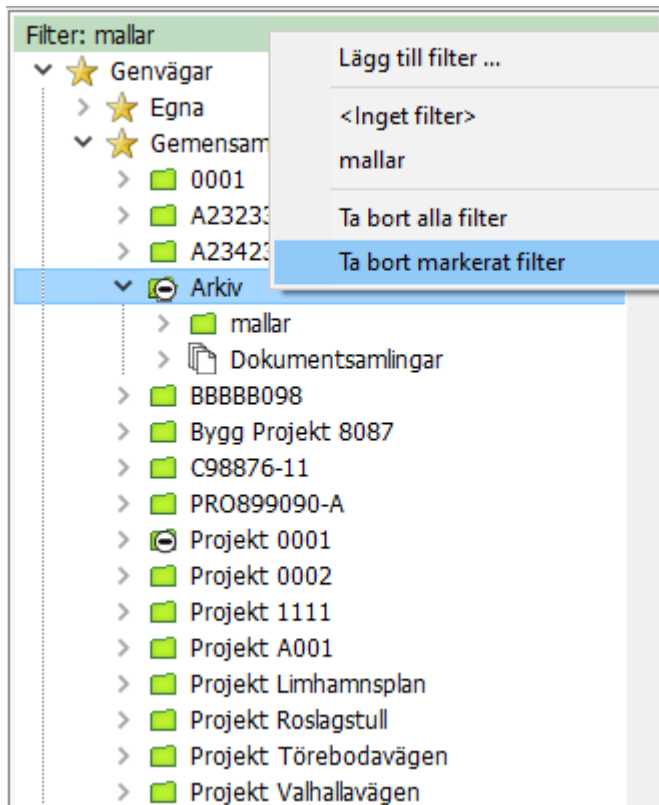 Filter: mallar
Genvägar
Egna
Gemensam
0001
A23233
A23423
Arkiv
mallar
Dokumentsamlingar
BBBBB098
Bygg Projekt 8087
C98876-11
PRO899090-A
Projekt 0001
Projekt 0002
Projekt 1111
Projekt A001
Projekt Limhamnsplan
Projekt Roslagstull
Projekt Törebodavägen
Projekt Valhallavägen
Lägg till filter ...
<Inget filter>
mallar
Ta bort alla filter
Ta bort markerat filter